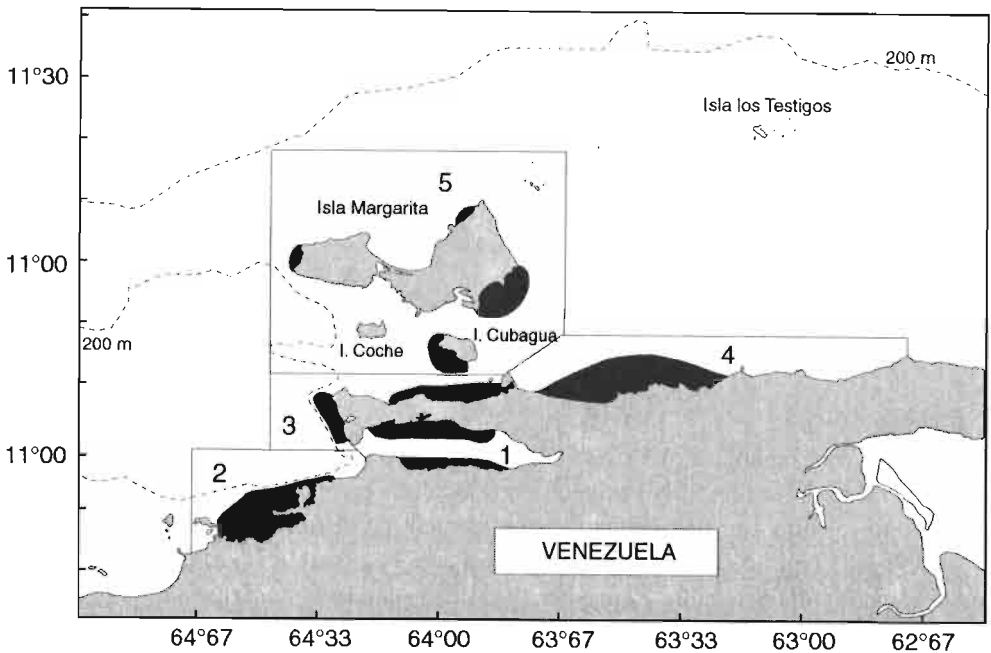 11°30
200 m
Isla los Testigos
5
Isla Margarita
11°00
200 m
I. Coche
I. Cubagua
4
3
11°00
1
2
VENEZUELA
64°67 64°33 64°00 63°67 63°33 63°00 62°67